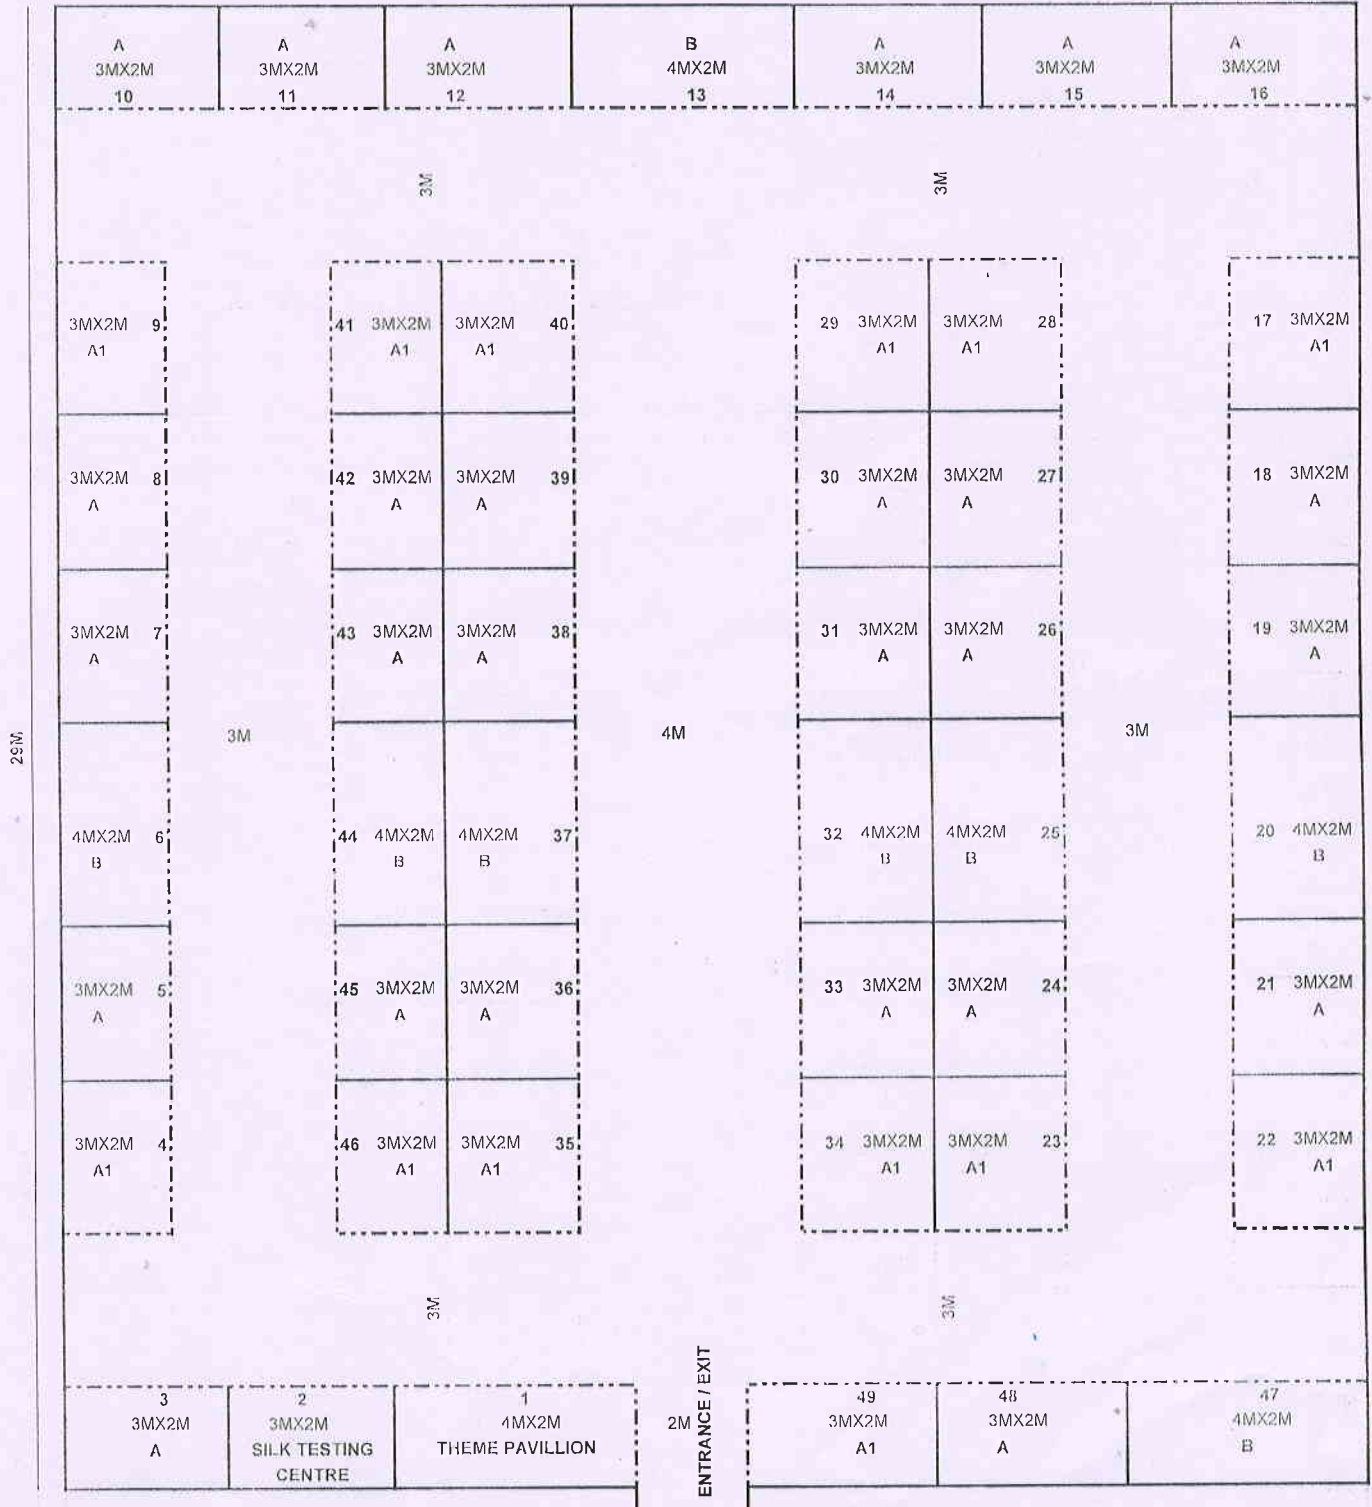 A
3MX2M
10
A
3MX2M
11
A
3MX2M
12
B
4MX2M
13
A
3MX2M
14
A
3MX2M
15
A
3MX2M
16
3M
3M
3MX2M 9
A1
41 3MX2M
A1
3MX2M 40
A1
29 3MX2M
A1
3MX2M 28
A1
17 3MX2M
A1
3MX2M 8
A
42 3MX2M
A
3MX2M 39
A
30 3MX2M
A
3MX2M 27
A
18 3MX2M
A
3MX2M 7
A
43 3MX2M
A
3MX2M 38
A
31 3MX2M
A
3MX2M 26
A
19 3MX2M
A
29M
3M
4M
3M
4MX2M 6
B
44 4MX2M
B
4MX2M 37
B
32 4MX2M
B
4MX2M 25
B
20 4MX2M
B
3MX2M 5
A
45 3MX2M
A
3MX2M 36
A
33 3MX2M
A
3MX2M 24
A
21 3MX2M
A
3MX2M 4
A1
46 3MX2M
A1
3MX2M 35
A1
34 3MX2M
A1
3MX2M 23
A1
22 3MX2M
A1
3M
3M
3
3MX2M
A
2
3MX2M
SILK TESTING
CENTRE
1
4MX2M
THEME PAVILLION
2M
ENTRANCE / EXIT
49
3MX2M
A1
48
3MX2M
A
47
4MX2M
B